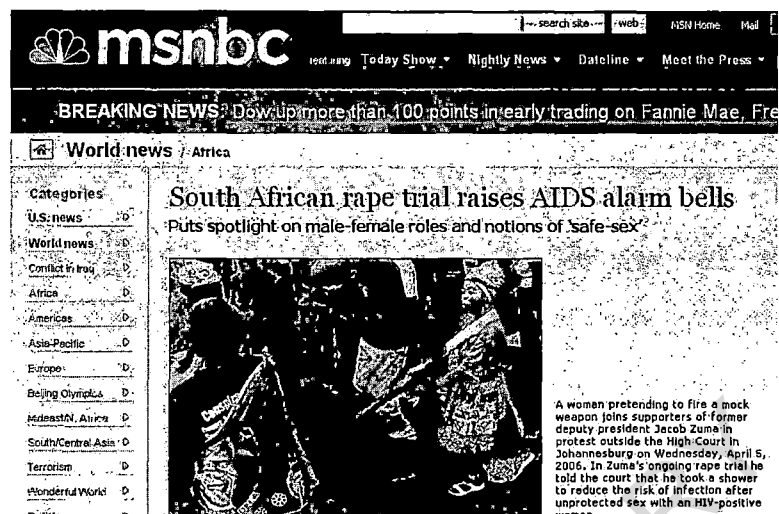 search site web MSN Home Mail
msnbc
Today Show Nightly News Dateline Meet the Press
BREAKING NEWS: Dow up more than 100 points in early trading on Fannie Mae, Fre
World news / Africa
Categories
U.S. news
World news
Conflict in Iraq
Africa
Americas
Asia-Pacific
Europe
Beijing Olympics
Mideast/N. Africa
South/Central Asia
Terrorism
Wonderful World
South African rape trial raises AIDS alarm bells
Puts spotlight on male-female roles and notions of 'safe-sex'
A woman pretending to fire a mock
weapon joins supporters of former
deputy president Jacob Zuma in
protest outside the High Court in
Johannesburg on Wednesday, April 5,
2006. In Zuma's ongoing rape trial he
told the court that he took a shower
to reduce the risk of infection after
unprotected sex with an HIV-positive